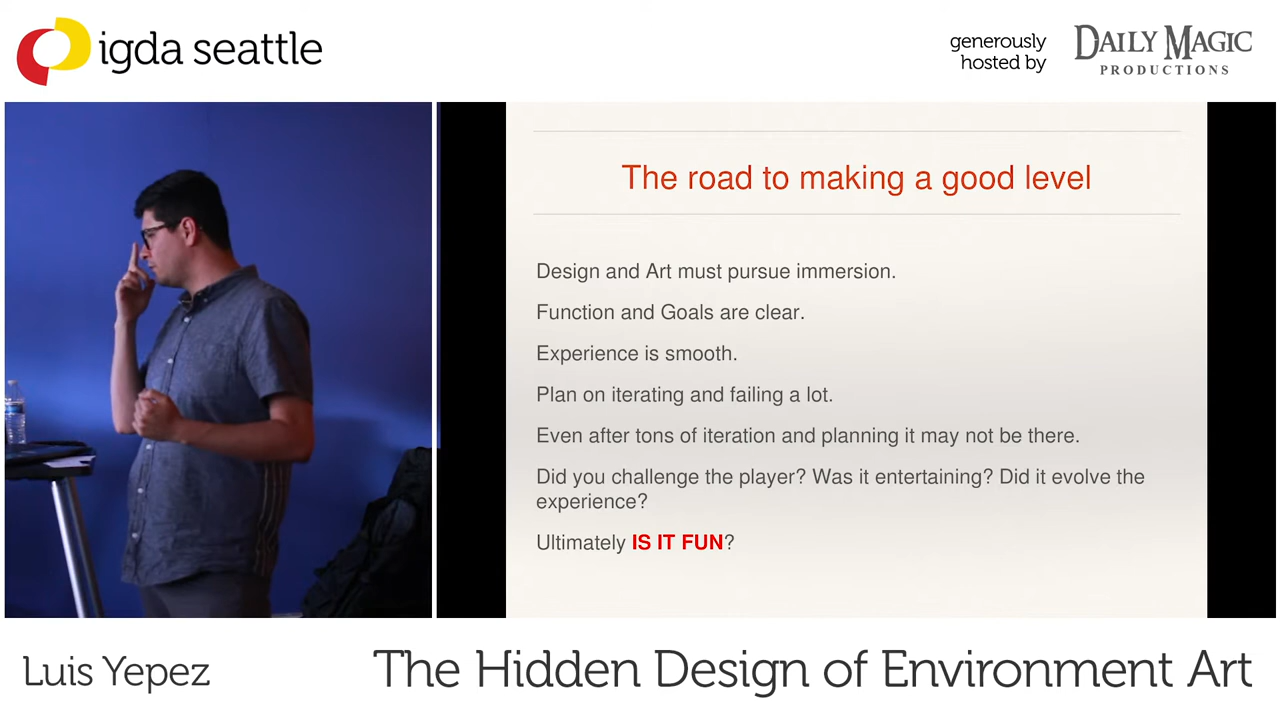 igda seattle
generously
hosted by
DAILY MAGIC
PRODUCTIONS
The road to making a good level
Design and Art must pursue immersion.
Function and Goals are clear.
Experience is smooth.
Plan on iterating and failing a lot.
Even after tons of iteration and planning it may not be there.
Did you challenge the player? Was it entertaining? Did it evolve the
experience?
Ultimately IS IT FUN?
Luis Yepez
The Hidden Design of Environment Art